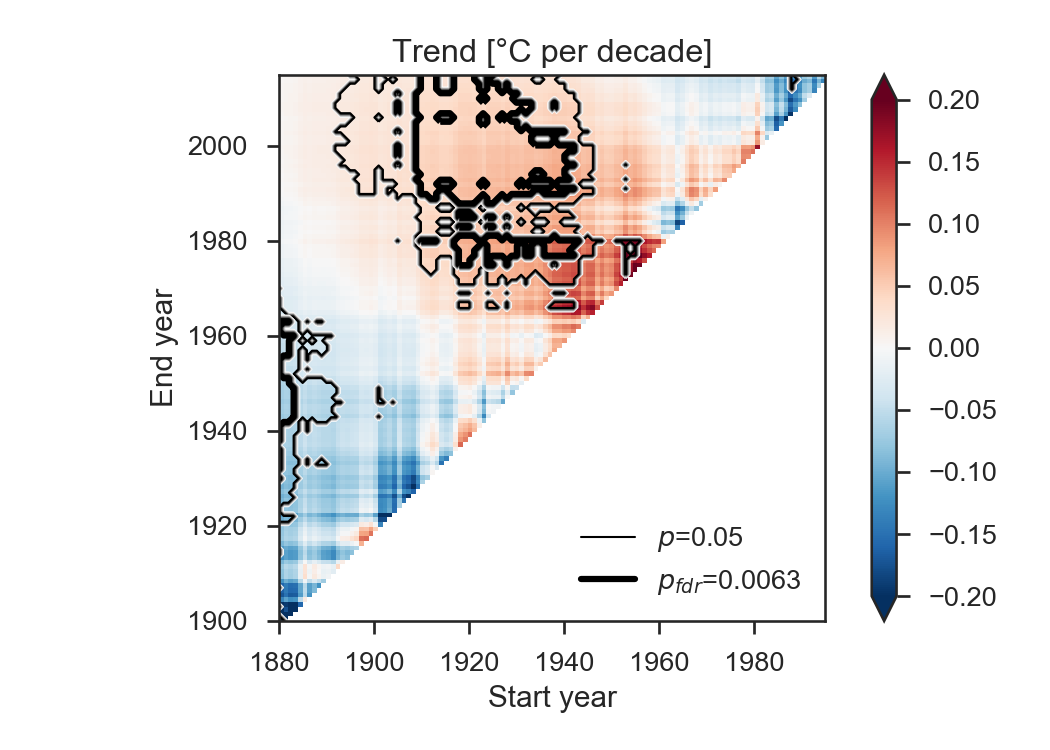 Trend [°C per decade]
End year
2000
1980
1960
1940
1920
1900
1880 1900 1920 1940 1960 1980
Start year
p=0.05
p_fdr=0.0063
0.20
0.15
0.10
0.05
0.00
−0.05
−0.10
−0.15
−0.20